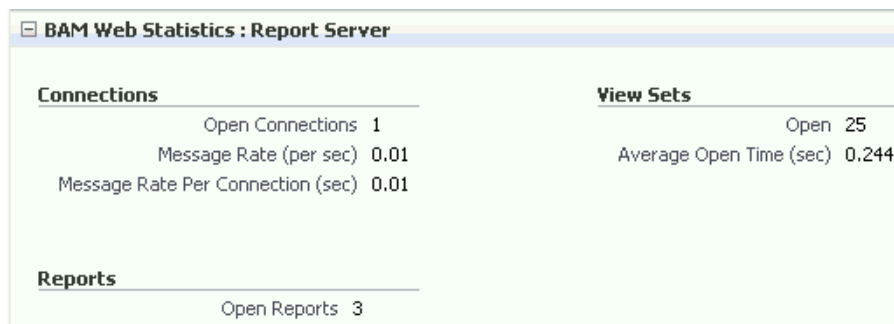 BAM Web Statistics : Report Server
Connections
Open Connections 1
Message Rate (per sec) 0.01
Message Rate Per Connection (sec) 0.01
View Sets
Open 25
Average Open Time (sec) 0.244
Reports
Open Reports 3